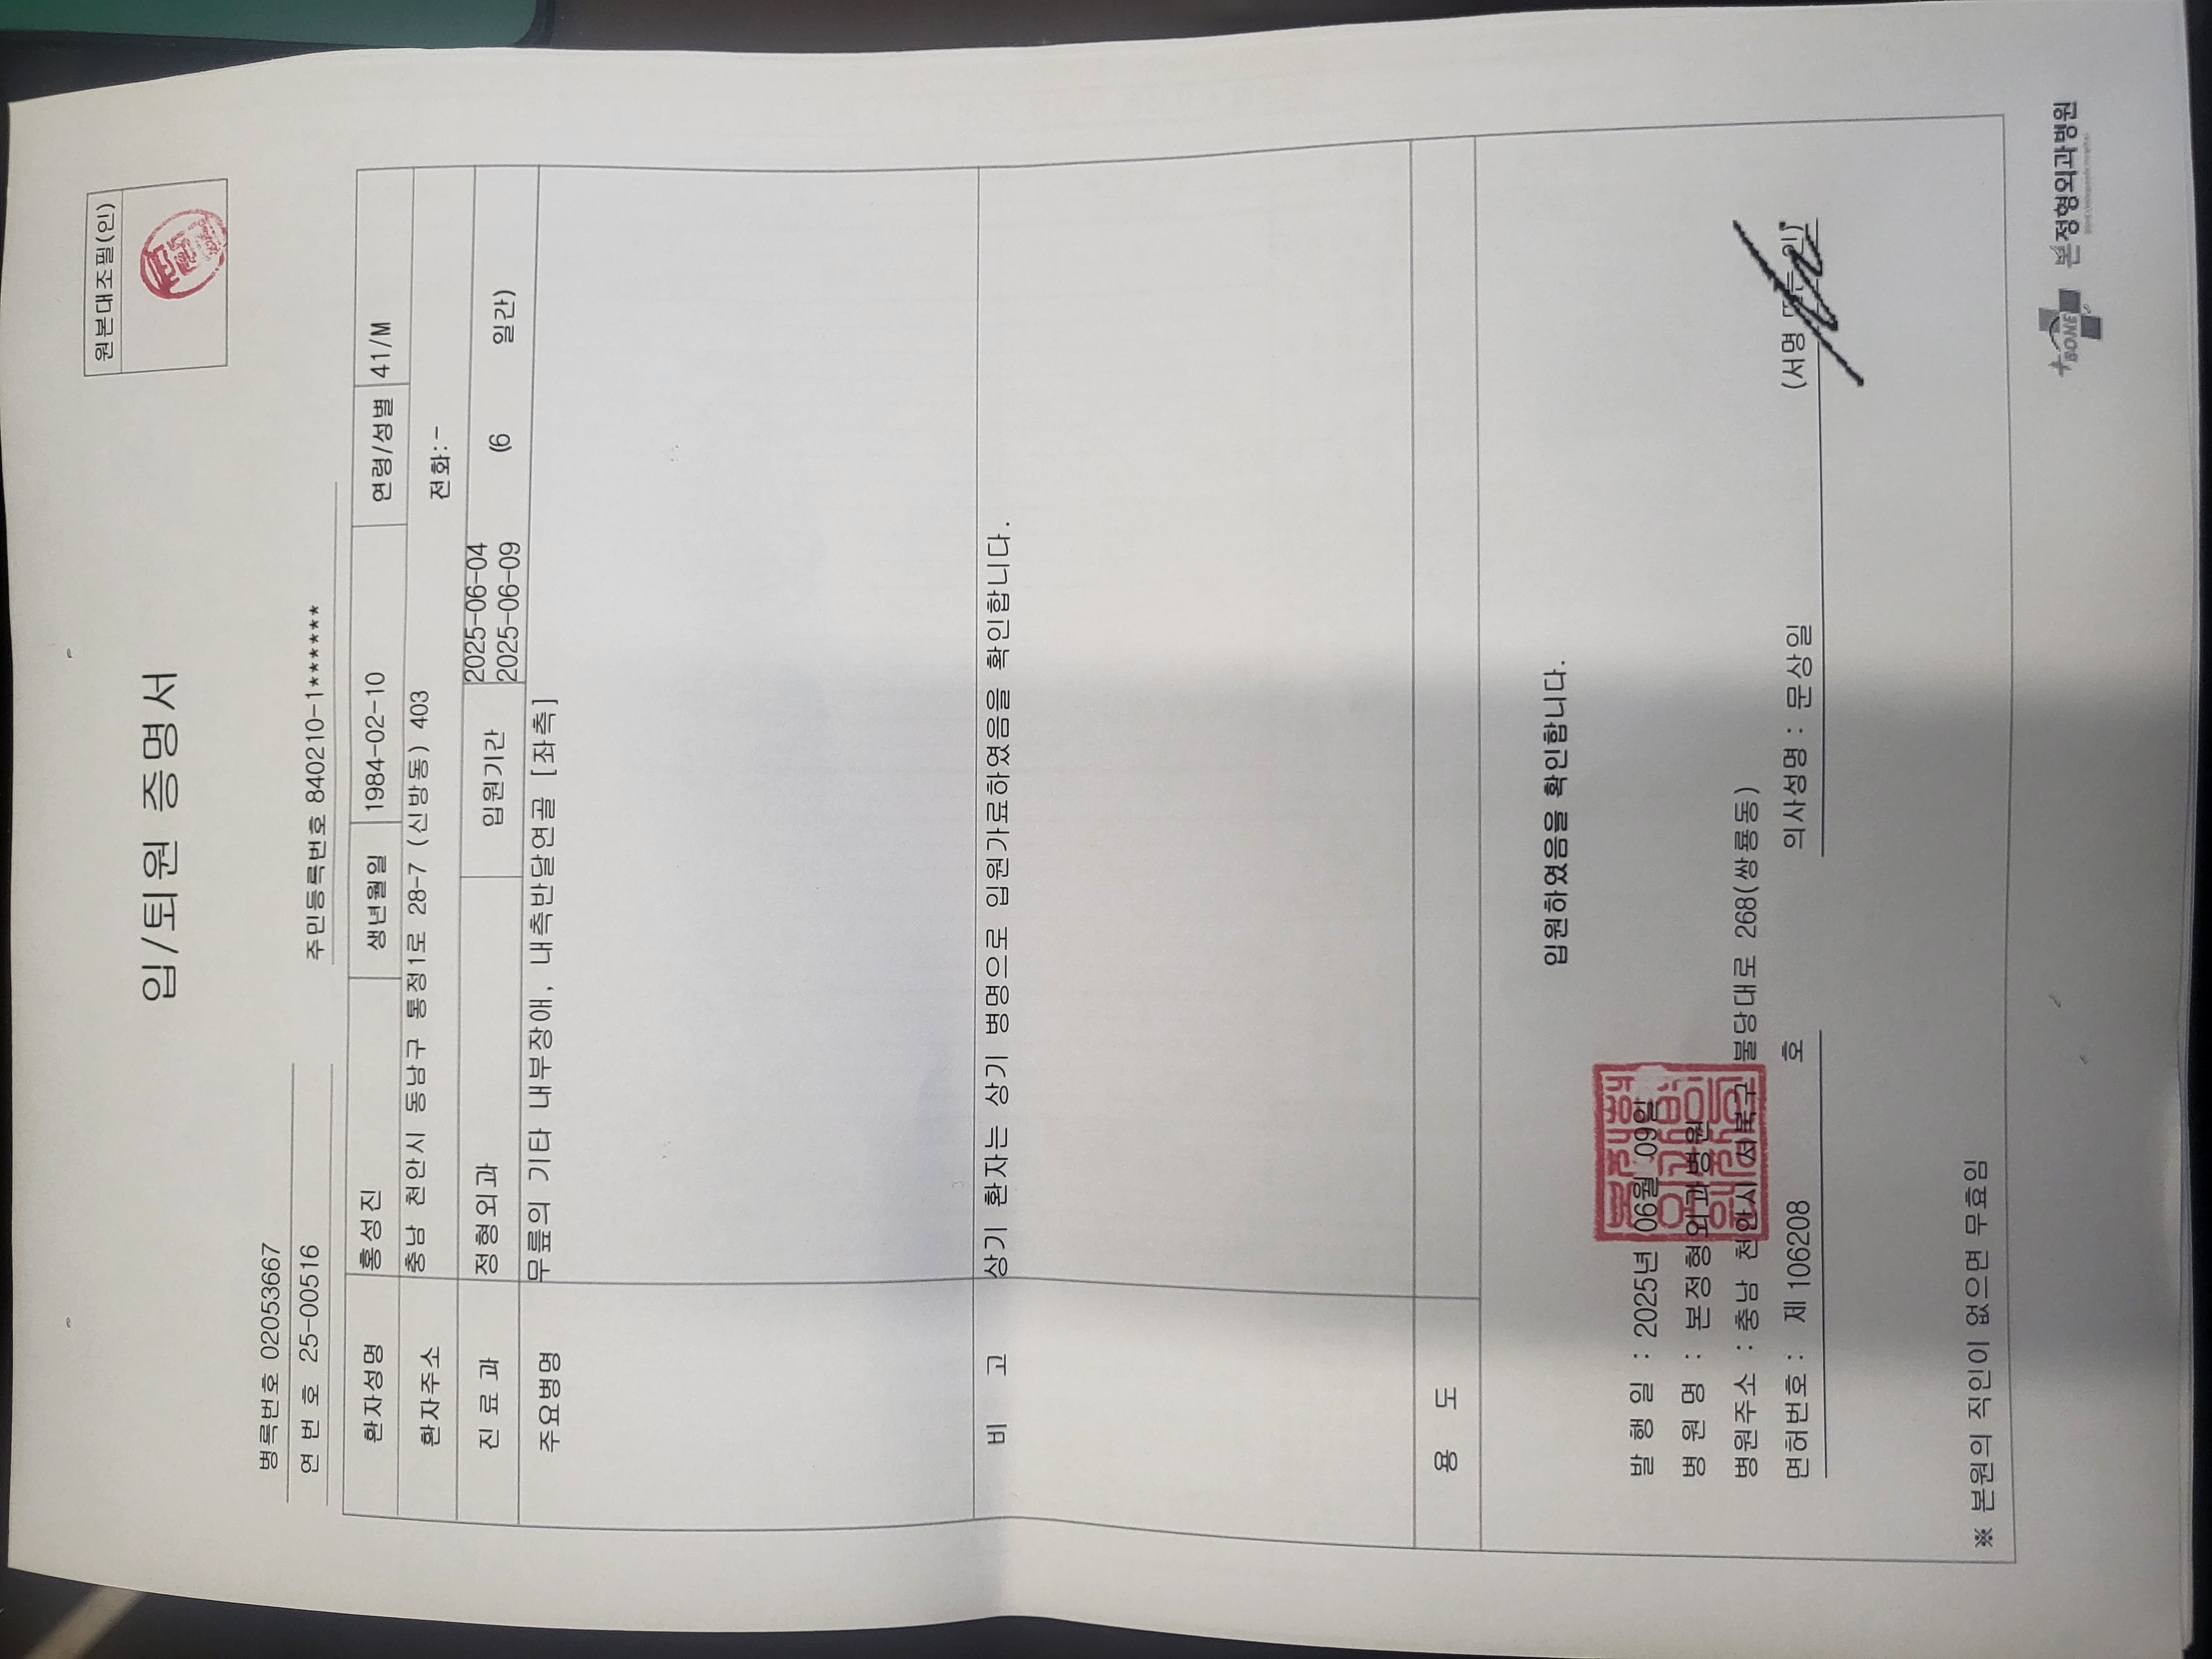 입/퇴원 증명서
원본대조필(인)
병록번호 02053667
연 번 호 25-00516
주민등록번호 840210-1******
환자성명 홍성진 생년월일 1984-02-10 연령/성별 41/M
환자주소 충남 천안시 동남구 통정1로 28-7 (신방동) 403 전화:-
진 료 과 정형외과 입원기간 2025-06-04
2025-06-09 (6 일간)
주요병명 무릎의 기타 내부장애, 내측반달연골 [좌측]
비 고 상기 환자는 상기 병명으로 입원가료하였음을 확인합니다.
용 도
입원하였음을 확인합니다.
발 행 일 : 2025년 06월 09일
병 원 명 : 본정형외과병원
병원주소 : 충남 천안시 서북구 불당대로 268(쌍룡동)
면허번호 : 제 106208 호 의사성명 : 문상일 (서명 또는 인)
※ 본원의 직인이 없으면 무효임
BONE 본정형외과병원